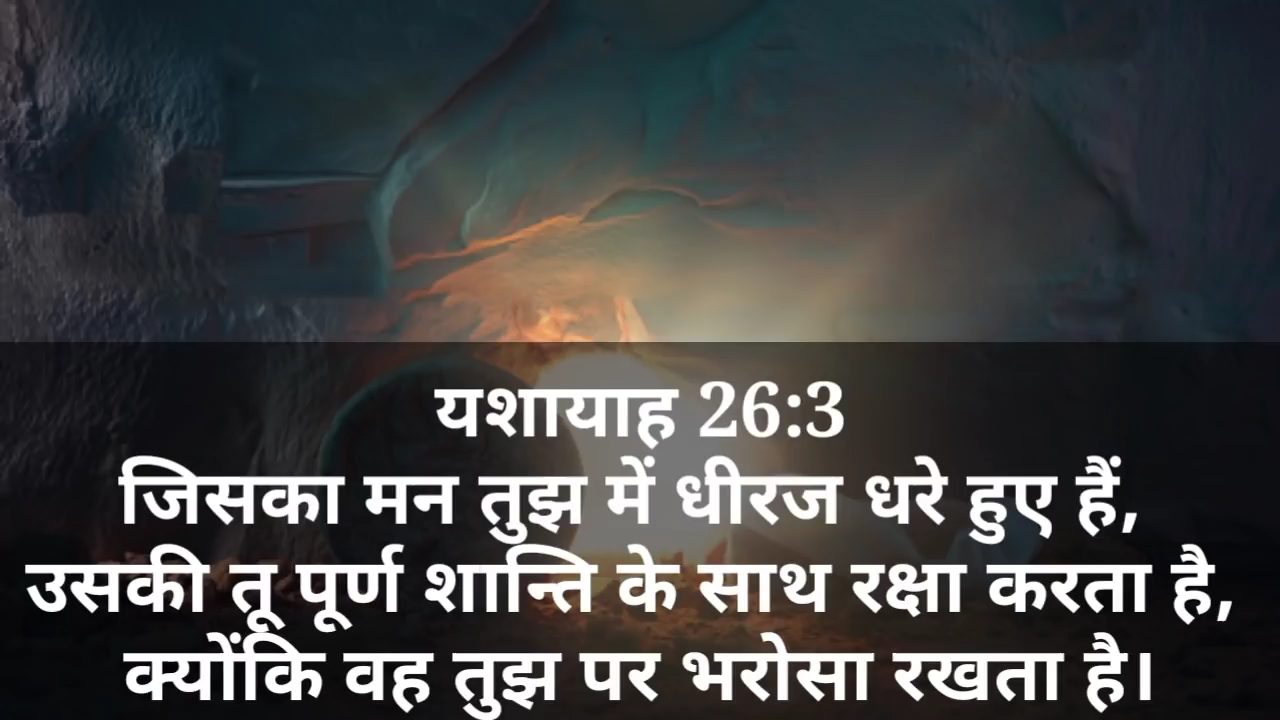 यशायाह 26:3
जिसका मन तुझ में धीरज धरे हुए हैं,
उसकी तू पूर्ण शान्ति के साथ रक्षा करता है,
क्योंकि वह तुझ पर भरोसा रखता है।